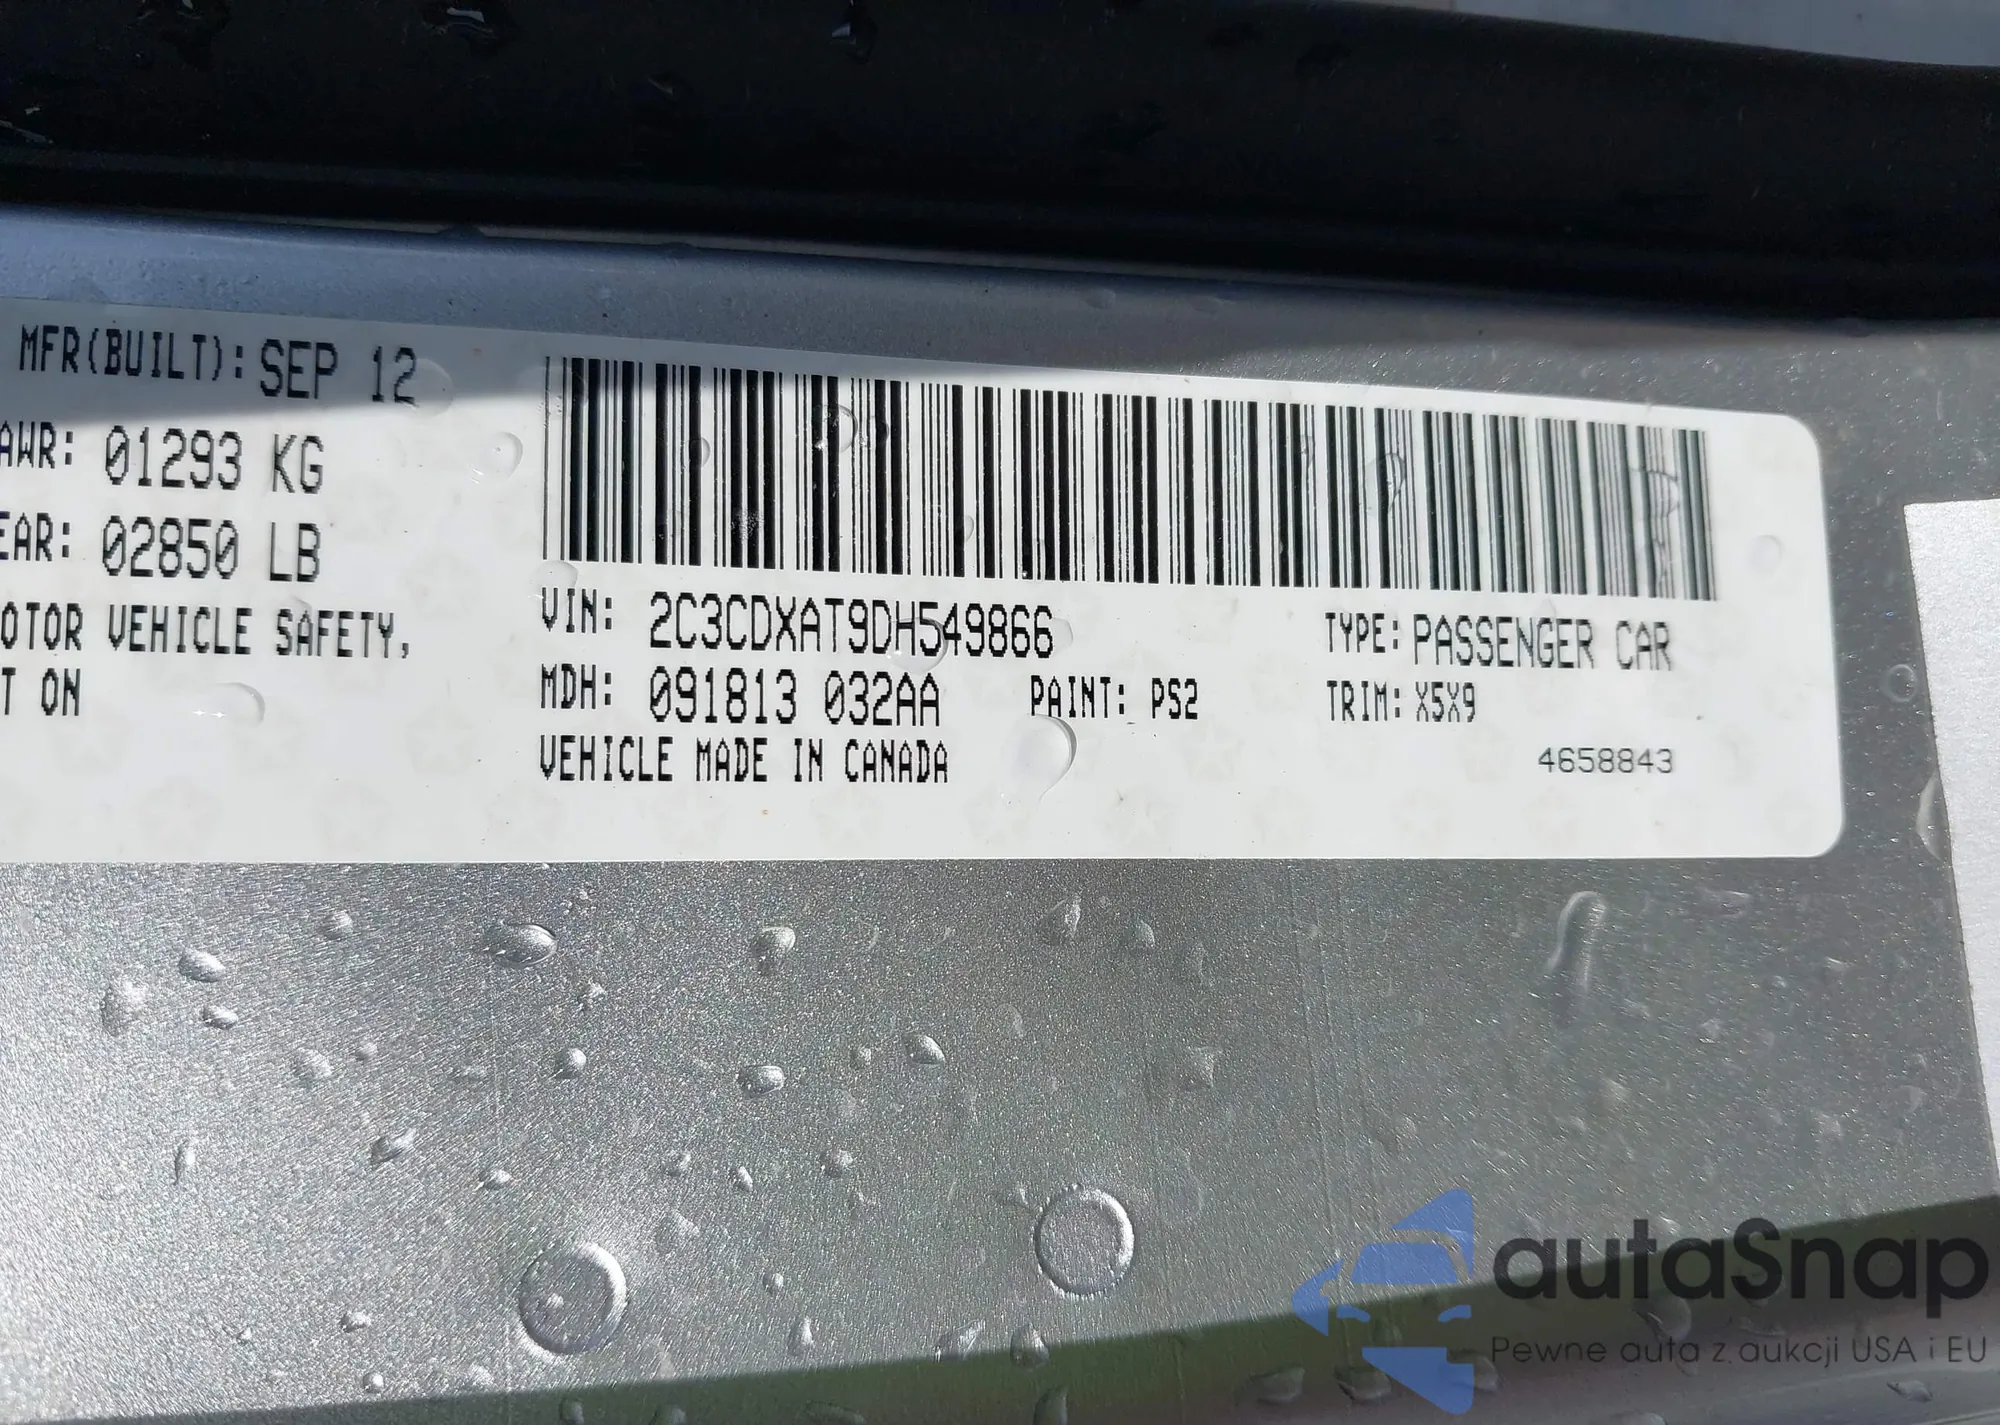 MFR(BUILT): SEP 12
AWR: 01293 KG
EAR: 02850 LB
OTOR VEHICLE SAFETY,
T ON
VIN: 2C3CDXAT9DH549866
TYPE: PASSENGER CAR
MDH: 091813 032AA
PAINT: PS2
TRIM: X5X9
VEHICLE MADE IN CANADA
4658843
autaSnap
Pewne auta z aukcji USA i EU